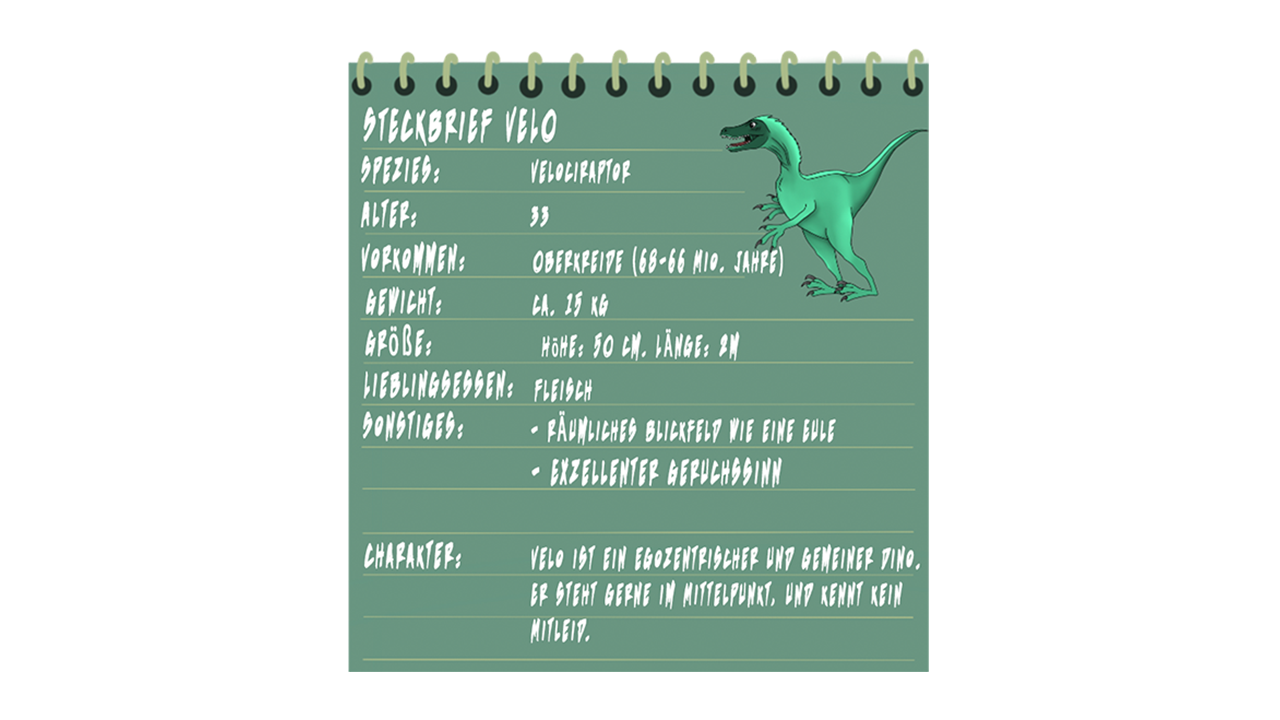 STECKBRIEF VELO
SPEZIES: VELOCIRAPTOR
ALTER: 33
VORKOMMEN: OBERKREIDE (68-66 MIO. JAHRE)
GEWICHT: CA. 15 KG
GRÖßE: HÖHE: 50 CM. LÄNGE: 2M
LIEBLINGSESSEN: FLEISCH
SONSTIGES: - RÄUMLICHES BLICKFELD WIE EINE EULE
- EXZELLENTER GERUCHSSINN
CHARAKTER: VELO IST EIN EGOZENTRISCHER UND GEMEINER DINO.
ER STEHT GERNE IM MITTELPUNKT, UND KENNT KEIN
MITLEID.